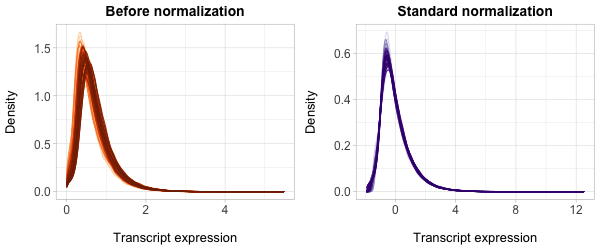 Before normalization
Density
1.5
1.0
0.5
0.0
0 2 4
Transcript expression
Standard normalization
Density
0.6
0.4
0.2
0.0
0 4 8 12
Transcript expression